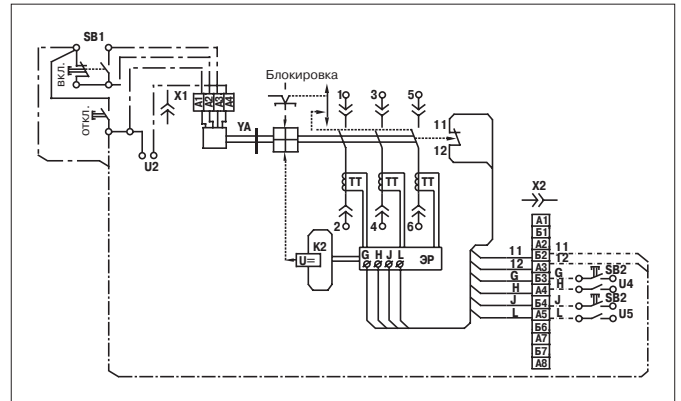 SB1
ВКЛ.
ОТКЛ.
X1
A1 A2 A3 A4
U2
YA
Блокировка
1 3 5
11
12
TT TT TT
2 4 6
K2
U=
G H J L ЭР
X2
A1
Б1
A2
11 Б2 11
12 A3 12
G Б3 G SB2
H A4 H U4
J Б4 J SB2
L A5 L U5
Б6
A7
Б7
A8